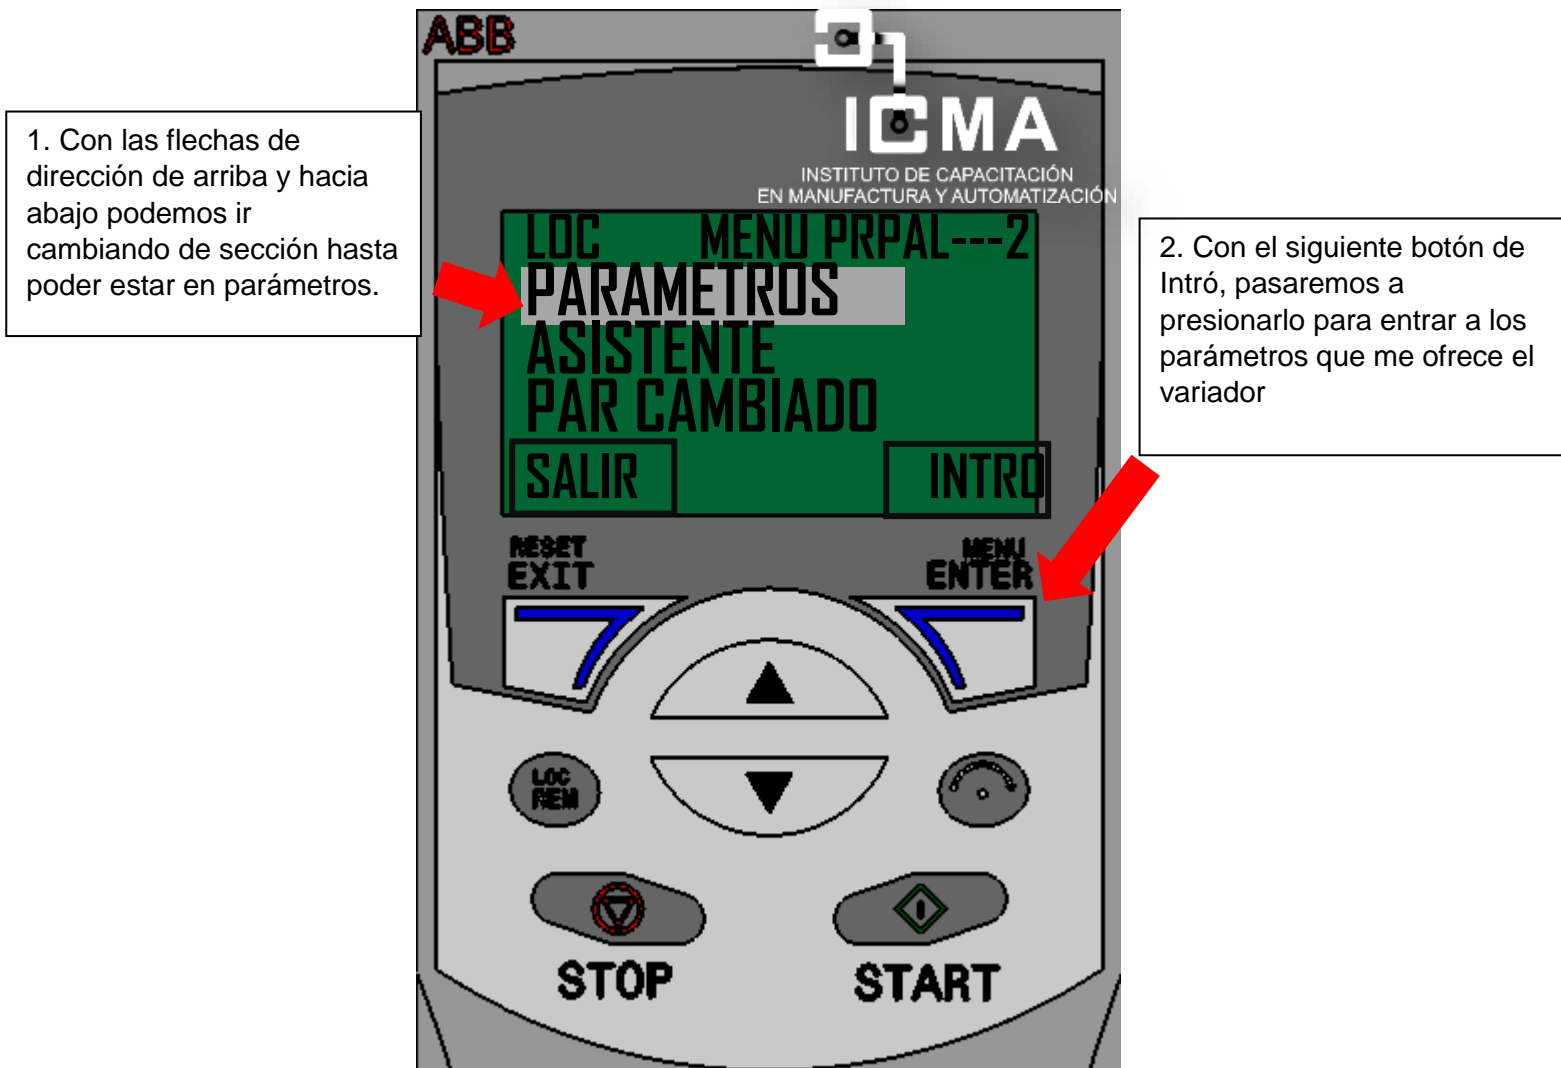 ABB
ICMA
INSTITUTO DE CAPACITACIÓN
EN MANUFACTURA Y AUTOMATIZACIÓN
1. Con las flechas de
dirección de arriba y hacia
abajo podemos ir
cambiando de sección hasta
poder estar en parámetros.
LOC MENU PRPAL---2
PARAMETROS
ASISTENTE
PAR CAMBIADO
SALIR INTRO
2. Con el siguiente botón de
Intró, pasaremos a
presionarlo para entrar a los
parámetros que me ofrece el
variador
RESET
EXIT
MENU
ENTER
LOC
REM
STOP
START